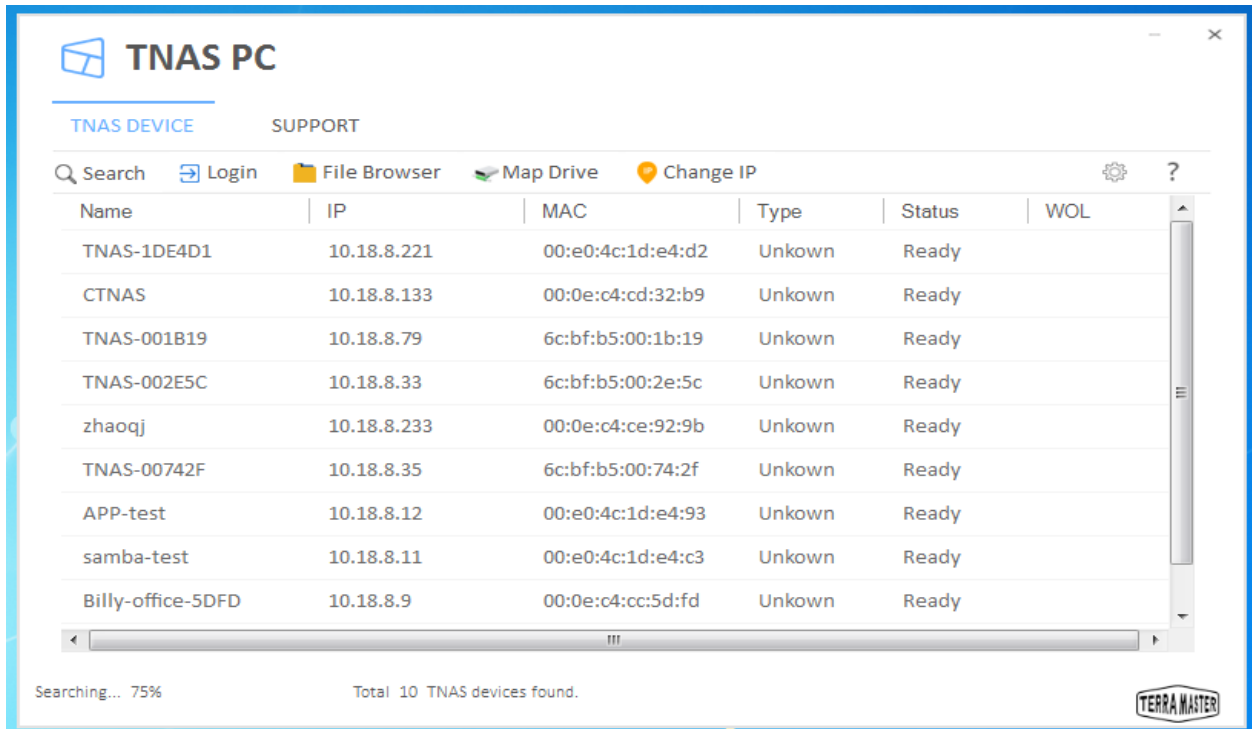 TNAS PC
TNAS DEVICE SUPPORT
Search Login File Browser Map Drive Change IP ?
Name IP MAC Type Status WOL
TNAS-1DE4D1 10.18.8.221 00:e0:4c:1d:e4:d2 Unkown Ready
CTNAS 10.18.8.133 00:0e:c4:cd:32:b9 Unkown Ready
TNAS-001B19 10.18.8.79 6c:bf:b5:00:1b:19 Unkown Ready
TNAS-002E5C 10.18.8.33 6c:bf:b5:00:2e:5c Unkown Ready
zhaoqj 10.18.8.233 00:0e:c4:ce:92:9b Unkown Ready
TNAS-00742F 10.18.8.35 6c:bf:b5:00:74:2f Unkown Ready
APP-test 10.18.8.12 00:e0:4c:1d:e4:93 Unkown Ready
samba-test 10.18.8.11 00:e0:4c:1d:e4:c3 Unkown Ready
Billy-office-5DFD 10.18.8.9 00:0e:c4:cc:5d:fd Unkown Ready
Searching... 75% Total 10 TNAS devices found.
TERRA MASTER